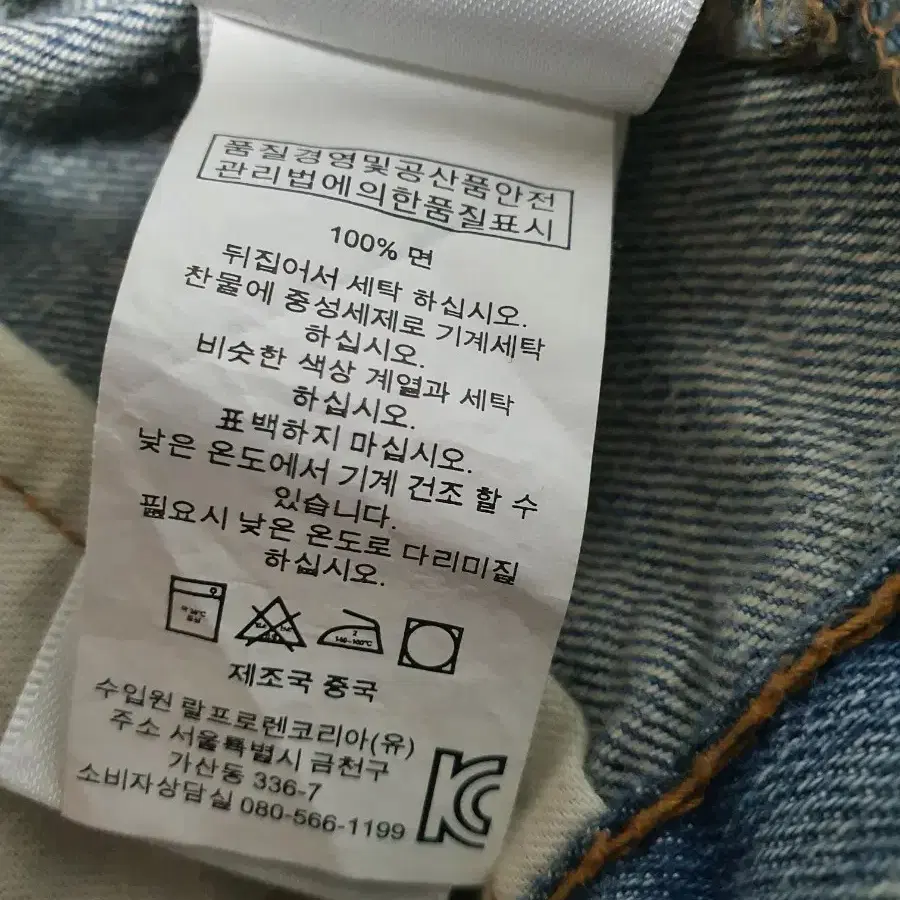 품질경영및공산품안전
관리법에의한품질표시
100% 면
뒤집어서 세탁 하십시오.
찬물에 중성세제로 기계세탁
하십시오.
비슷한 색상 계열과 세탁
하십시오.
표백하지 마십시오.
낮은 온도에서 기계 건조 할 수
있습니다.
필요시 낮은 온도로 다리미질
하십시오.
중성
2
제조국 중국
수입원 랄프로렌코리아(유)
주소 서울특별시 금천구
가산동 336-7
소비자상담실 080-566-1199
KC